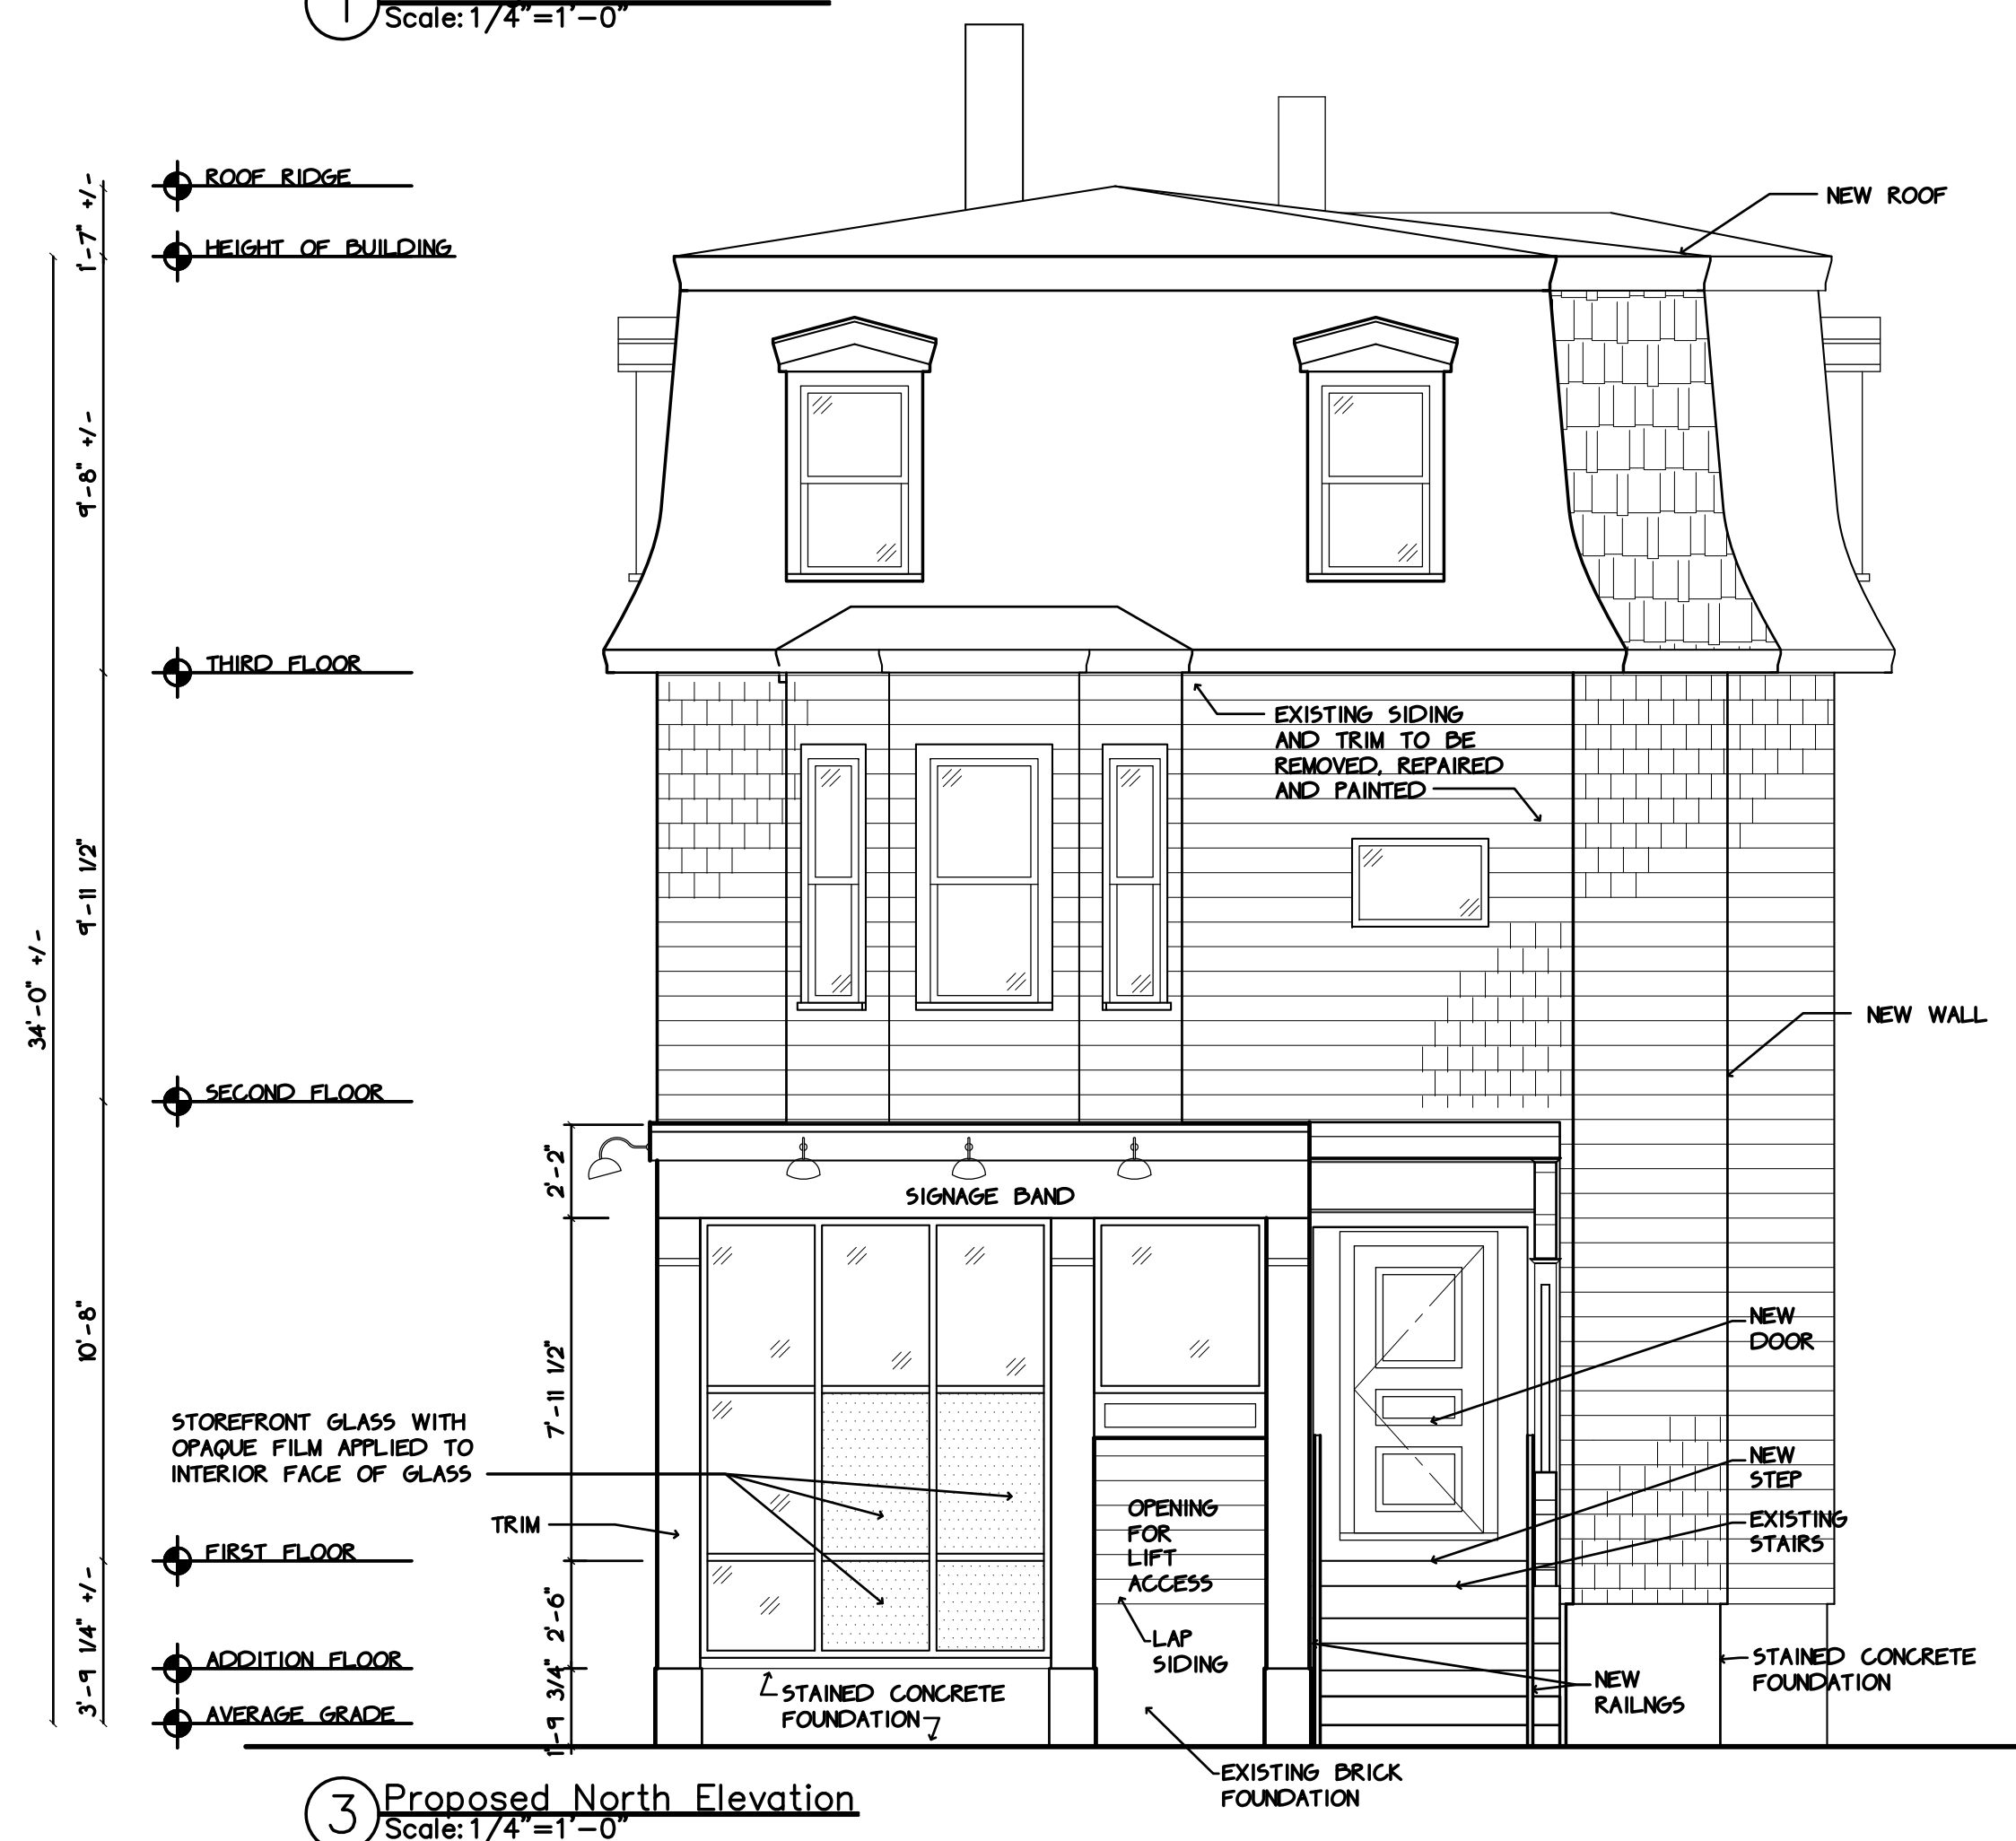 1
Scale: 1/4"=1'-0"
ROOF RIDGE
1'-7" +/-
NEW ROOF
HEIGHT OF BUILDING
9'-8" +/-
THIRD FLOOR
EXISTING SIDING
AND TRIM TO BE
REMOVED, REPAIRED
AND PAINTED
9'-11 1/2"
34'-0" +/-
NEW WALL
SECOND FLOOR
2'-2"
SIGNAGE BAND
10'-8"
7'-11 1/2"
NEW
DOOR
STOREFRONT GLASS WITH
OPAQUE FILM APPLIED TO
INTERIOR FACE OF GLASS
NEW
STEP
TRIM
OPENING
FOR
LIFT
ACCESS
EXISTING
STAIRS
FIRST FLOOR
3'-9 1/4" +/-
2'-6"
LAP
SIDING
ADDITION FLOOR
STAINED CONCRETE
FOUNDATION
NEW
RAILNGS
1'-9 3/4"
STAINED CONCRETE
FOUNDATION
AVERAGE GRADE
EXISTING BRICK
FOUNDATION
3
Proposed North Elevation
Scale: 1/4"=1'-0"